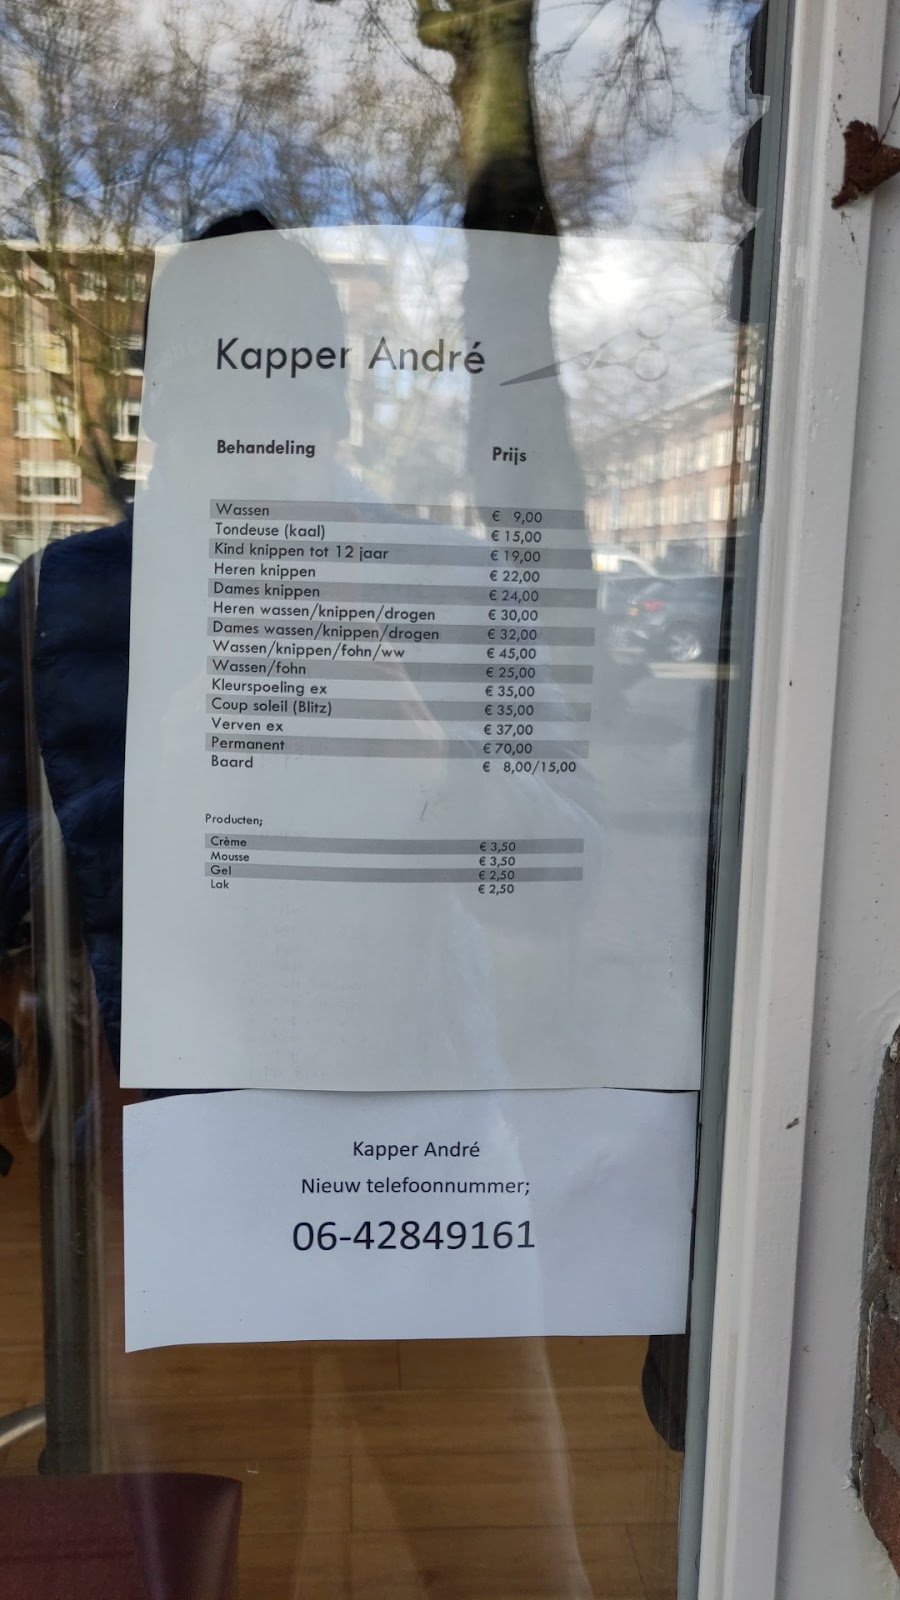 Kapper André
Behandeling Prijs
Wassen € 9,00
Tondeuse (kaal) € 15,00
Kind knippen tot 12 jaar € 19,00
Heren knippen € 22,00
Dames knippen € 24,00
Heren wassen/knippen/drogen € 30,00
Dames wassen/knippen/drogen € 32,00
Wassen/knippen/fohn/ww € 45,00
Wassen/fohn € 25,00
Kleurspoeling ex € 35,00
Coup soleil (Blitz) € 35,00
Verven ex € 37,00
Permanent € 70,00
Baard € 8,00/15,00
Producten;
Crème € 3,50
Mousse € 3,50
Gel € 2,50
Lak € 2,50
Kapper André
Nieuw telefoonnummer;
06-42849161